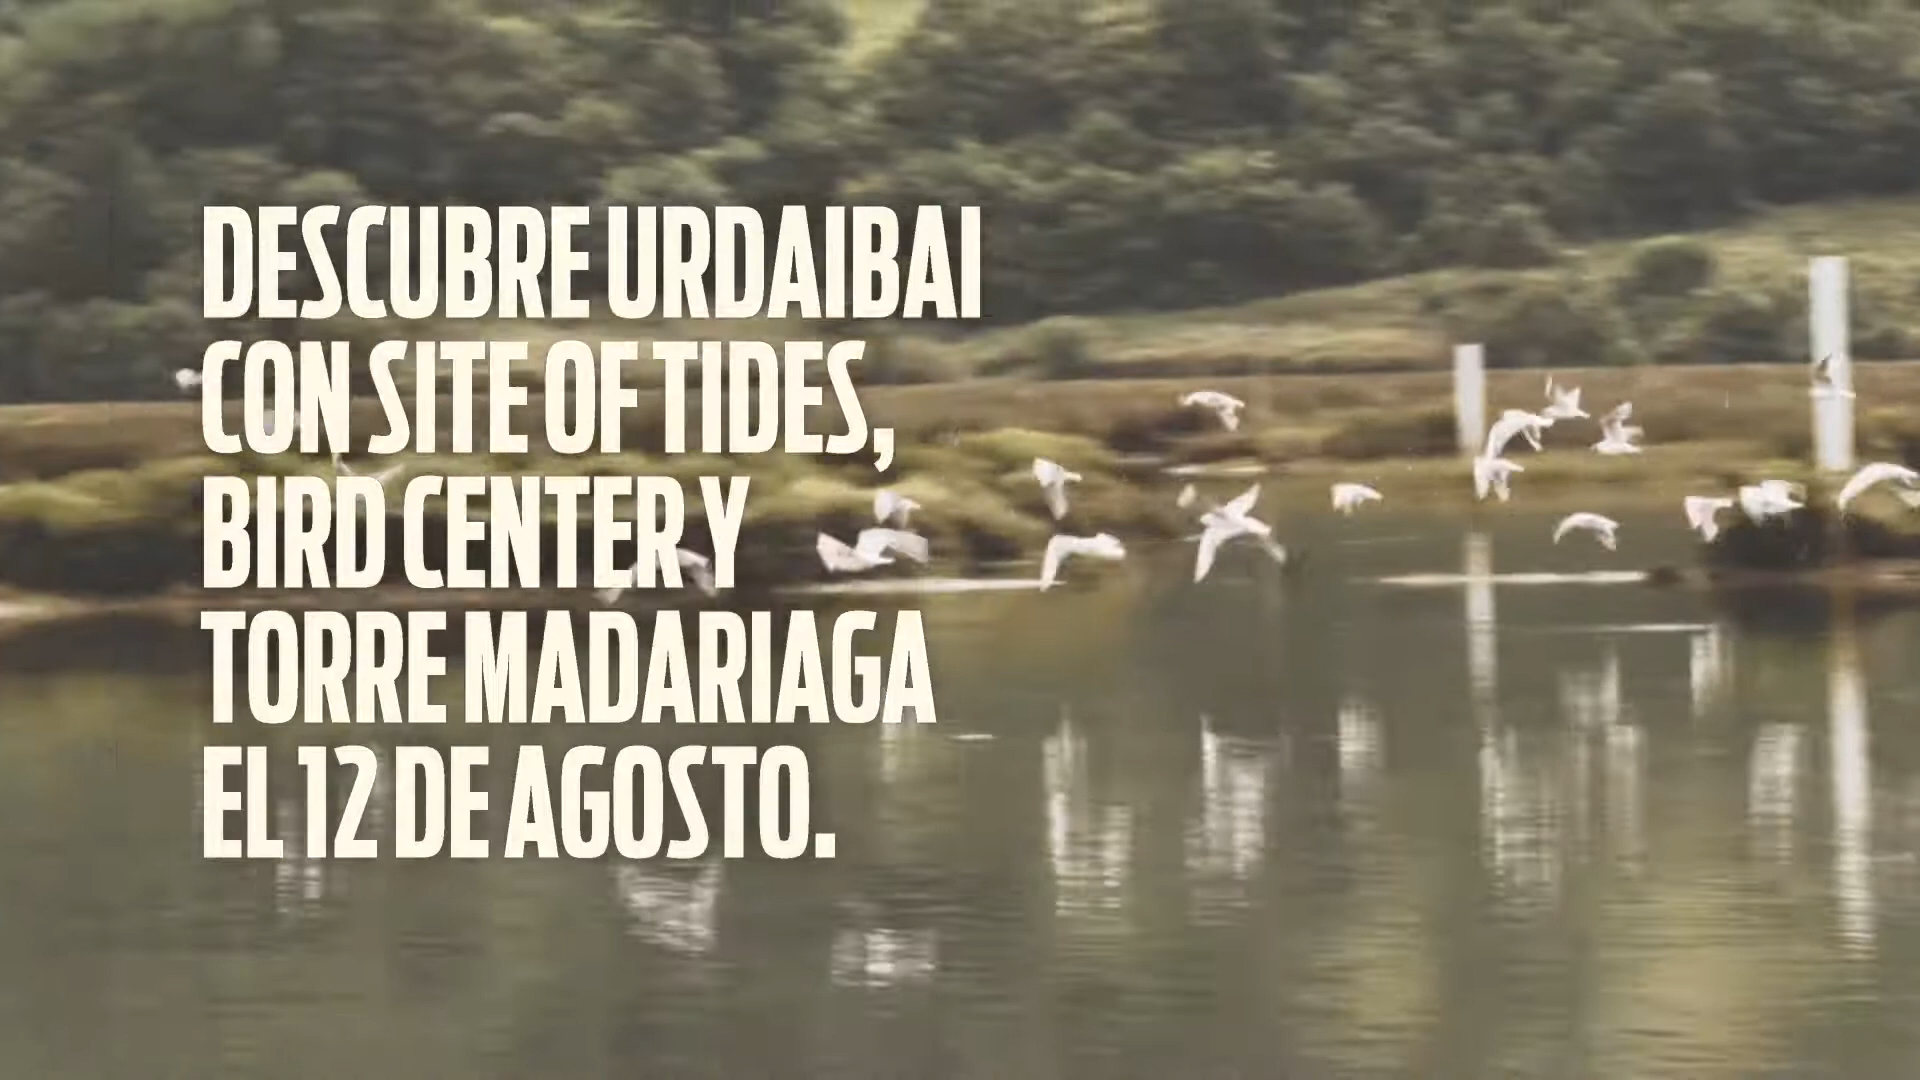 DESCUBRE URDAIBAI
CON SITE OF TIDES,
BIRD CENTER Y
TORRE MADARIAGA
EL 12 DE AGOSTO.